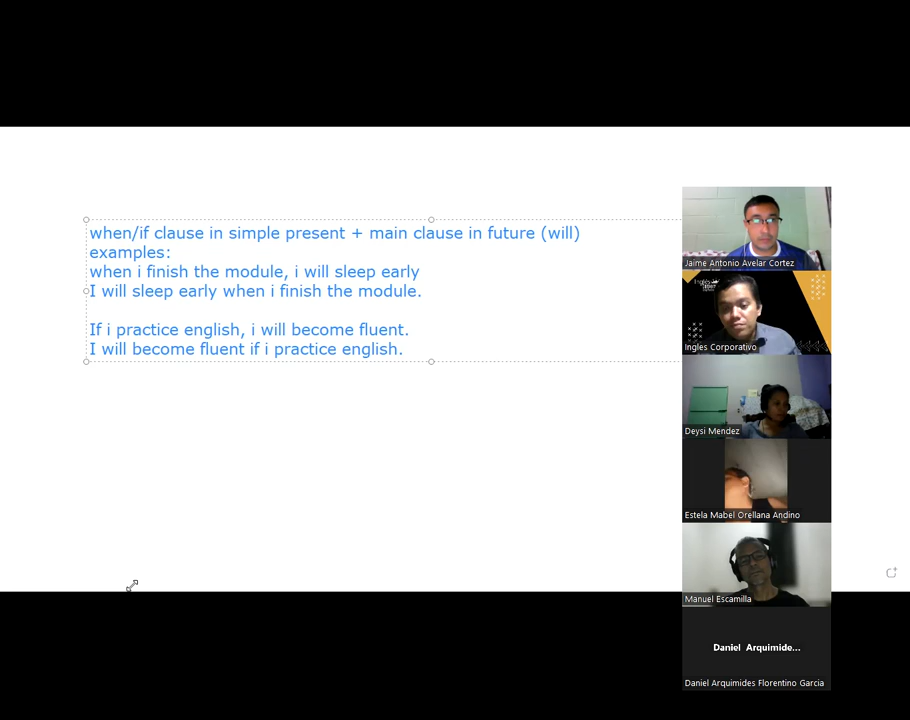 when/if clause in simple present + main clause in future (will)
examples:
when i finish the module, i will sleep early
I will sleep early when i finish the module.
If i practice english, i will become fluent.
I will become fluent if i practice english.
Jaime Antonio Avelar Cortez
Ingles Corporativo
Deysi Mendez
Estela Mabel Orellana Andino
Manuel Escamilla
Daniel Arquimide...
Daniel Arquimides Florentino Garcia